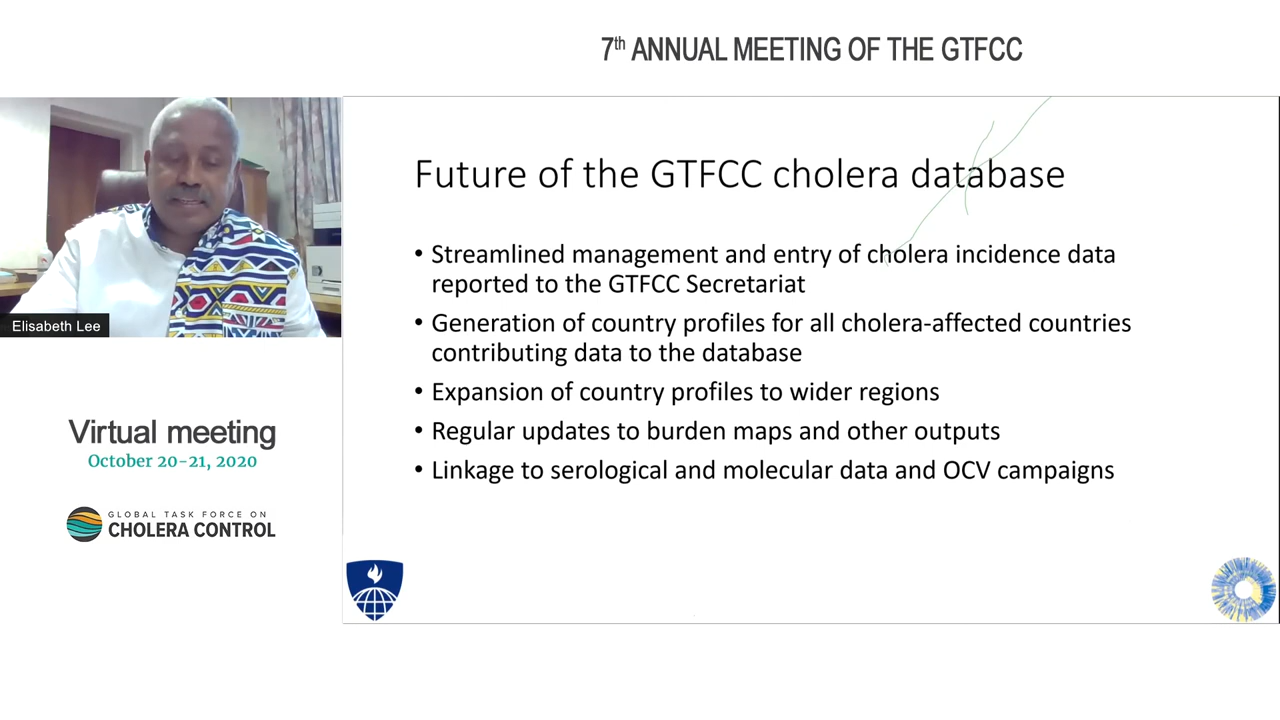 7th ANNUAL MEETING OF THE GTFCC
Elisabeth Lee
Virtual meeting
October 20-21, 2020
GLOBAL TASK FORCE ON
CHOLERA CONTROL
Future of the GTFCC cholera database
• Streamlined management and entry of cholera incidence data
reported to the GTFCC Secretariat
• Generation of country profiles for all cholera-affected countries
contributing data to the database
• Expansion of country profiles to wider regions
• Regular updates to burden maps and other outputs
• Linkage to serological and molecular data and OCV campaigns